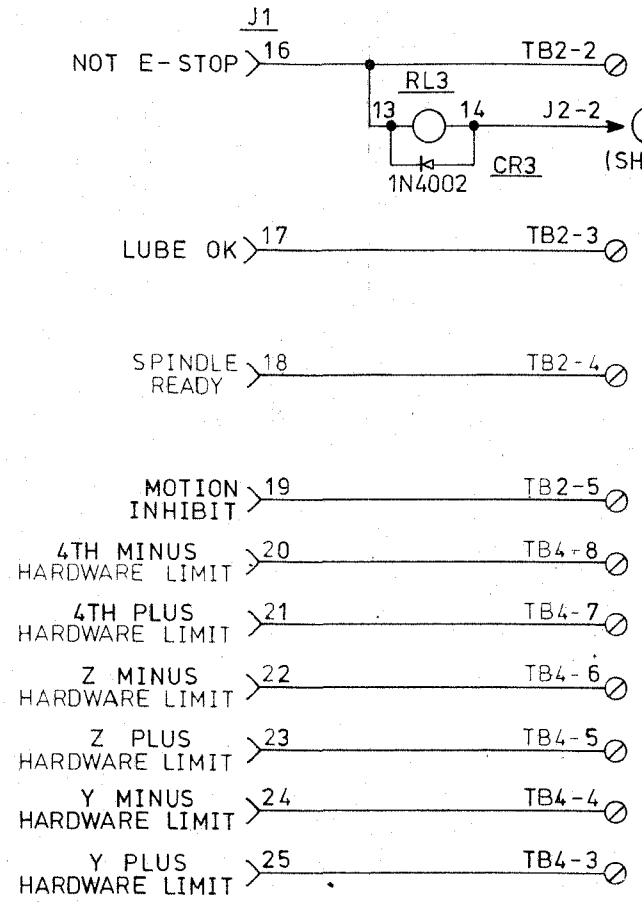 J1
NOT E-STOP 16 TB2-2
RL3
13 14 J2-2
1N4002 CR3 (SH
LUBE OK 17 TB2-3
SPINDLE
READY 18 TB2-4
MOTION
INHIBIT 19 TB2-5
4TH MINUS
HARDWARE LIMIT 20 TB4-8
4TH PLUS
HARDWARE LIMIT 21 TB4-7
Z MINUS
HARDWARE LIMIT 22 TB4-6
Z PLUS
HARDWARE LIMIT 23 TB4-5
Y MINUS
HARDWARE LIMIT 24 TB4-4
Y PLUS
HARDWARE LIMIT 25 TB4-3